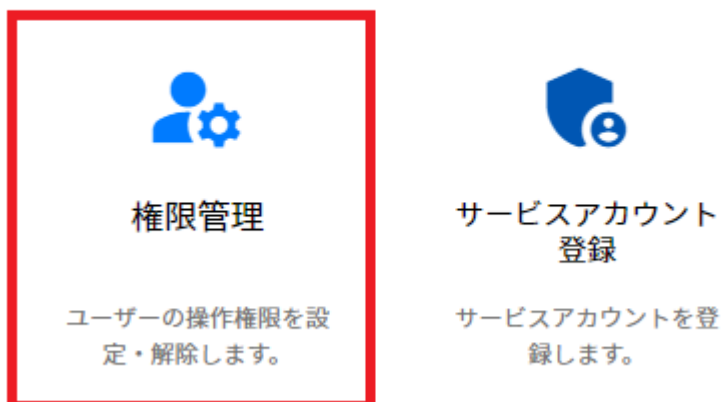 権限管理
ユーザーの操作権限を設
定・解除します。
サービスアカウント
登録
サービスアカウントを登
録します。